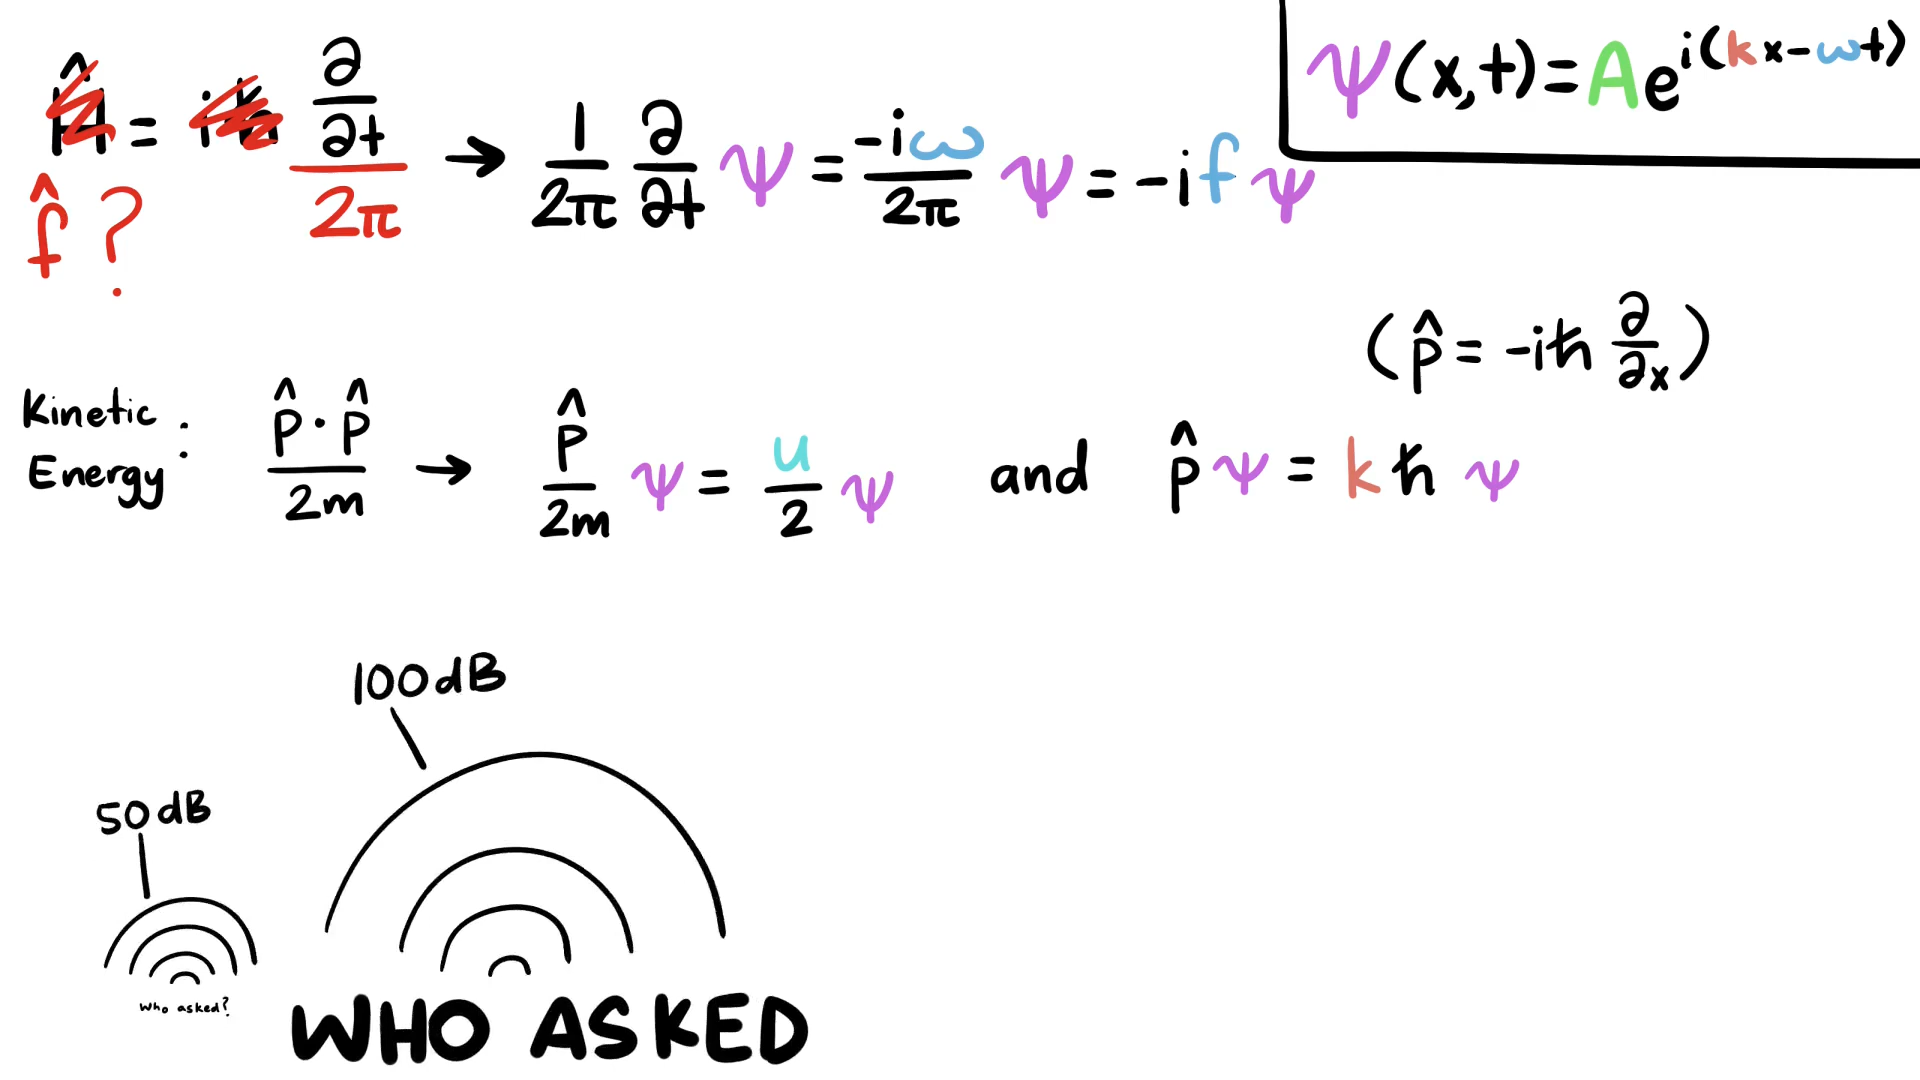 Ĥ = iħ ∂/∂t / 2π → 1/2π ∂/∂t ψ = -iω/2π ψ = -if ψ
f̂ ?
ψ(x,t) = Ae^i(kx-ωt)
(p̂ = -iħ ∂/∂x)
Kinetic Energy : p̂·p̂/2m → p̂/2m ψ = u/2 ψ and p̂ψ = kħ ψ
100dB
50dB
Who asked?
WHO ASKED